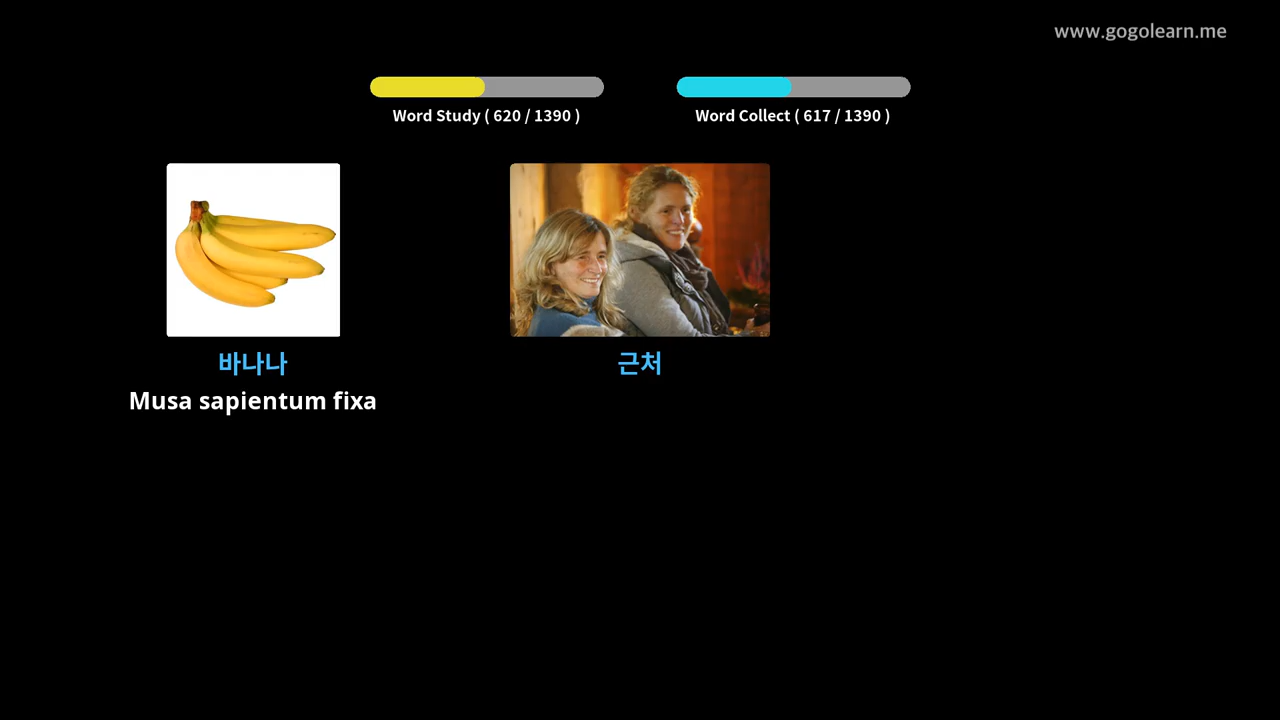 www.gogolearn.me
Word Study ( 620 / 1390 )
Word Collect ( 617 / 1390 )
바나나
Musa sapientum fixa
근처